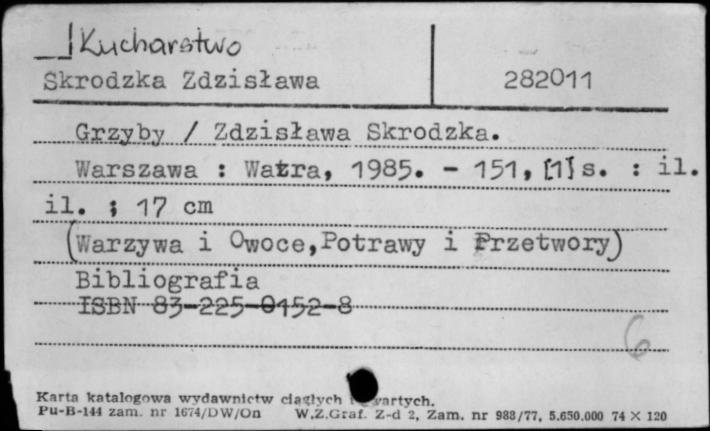 Kucharstwo
Skrodzka Zdzisława 282011
Grzyby / Zdzisława Skrodzka.
Warszawa : Watra, 1985. - 151, [1] s. : il.
il. ; 17 cm
(Warzywa i Owoce, Potrawy i Przetwory)
Bibliografia
ISBN 83-225-0152-8
6
Karta katalogowa wydawnictw ciągłych i
Pu-B-144 zam. nr 1674/DW/On W.Z.Graf. Z-d 2, Zam. nr 988/77, 5.650.000 74 X 120